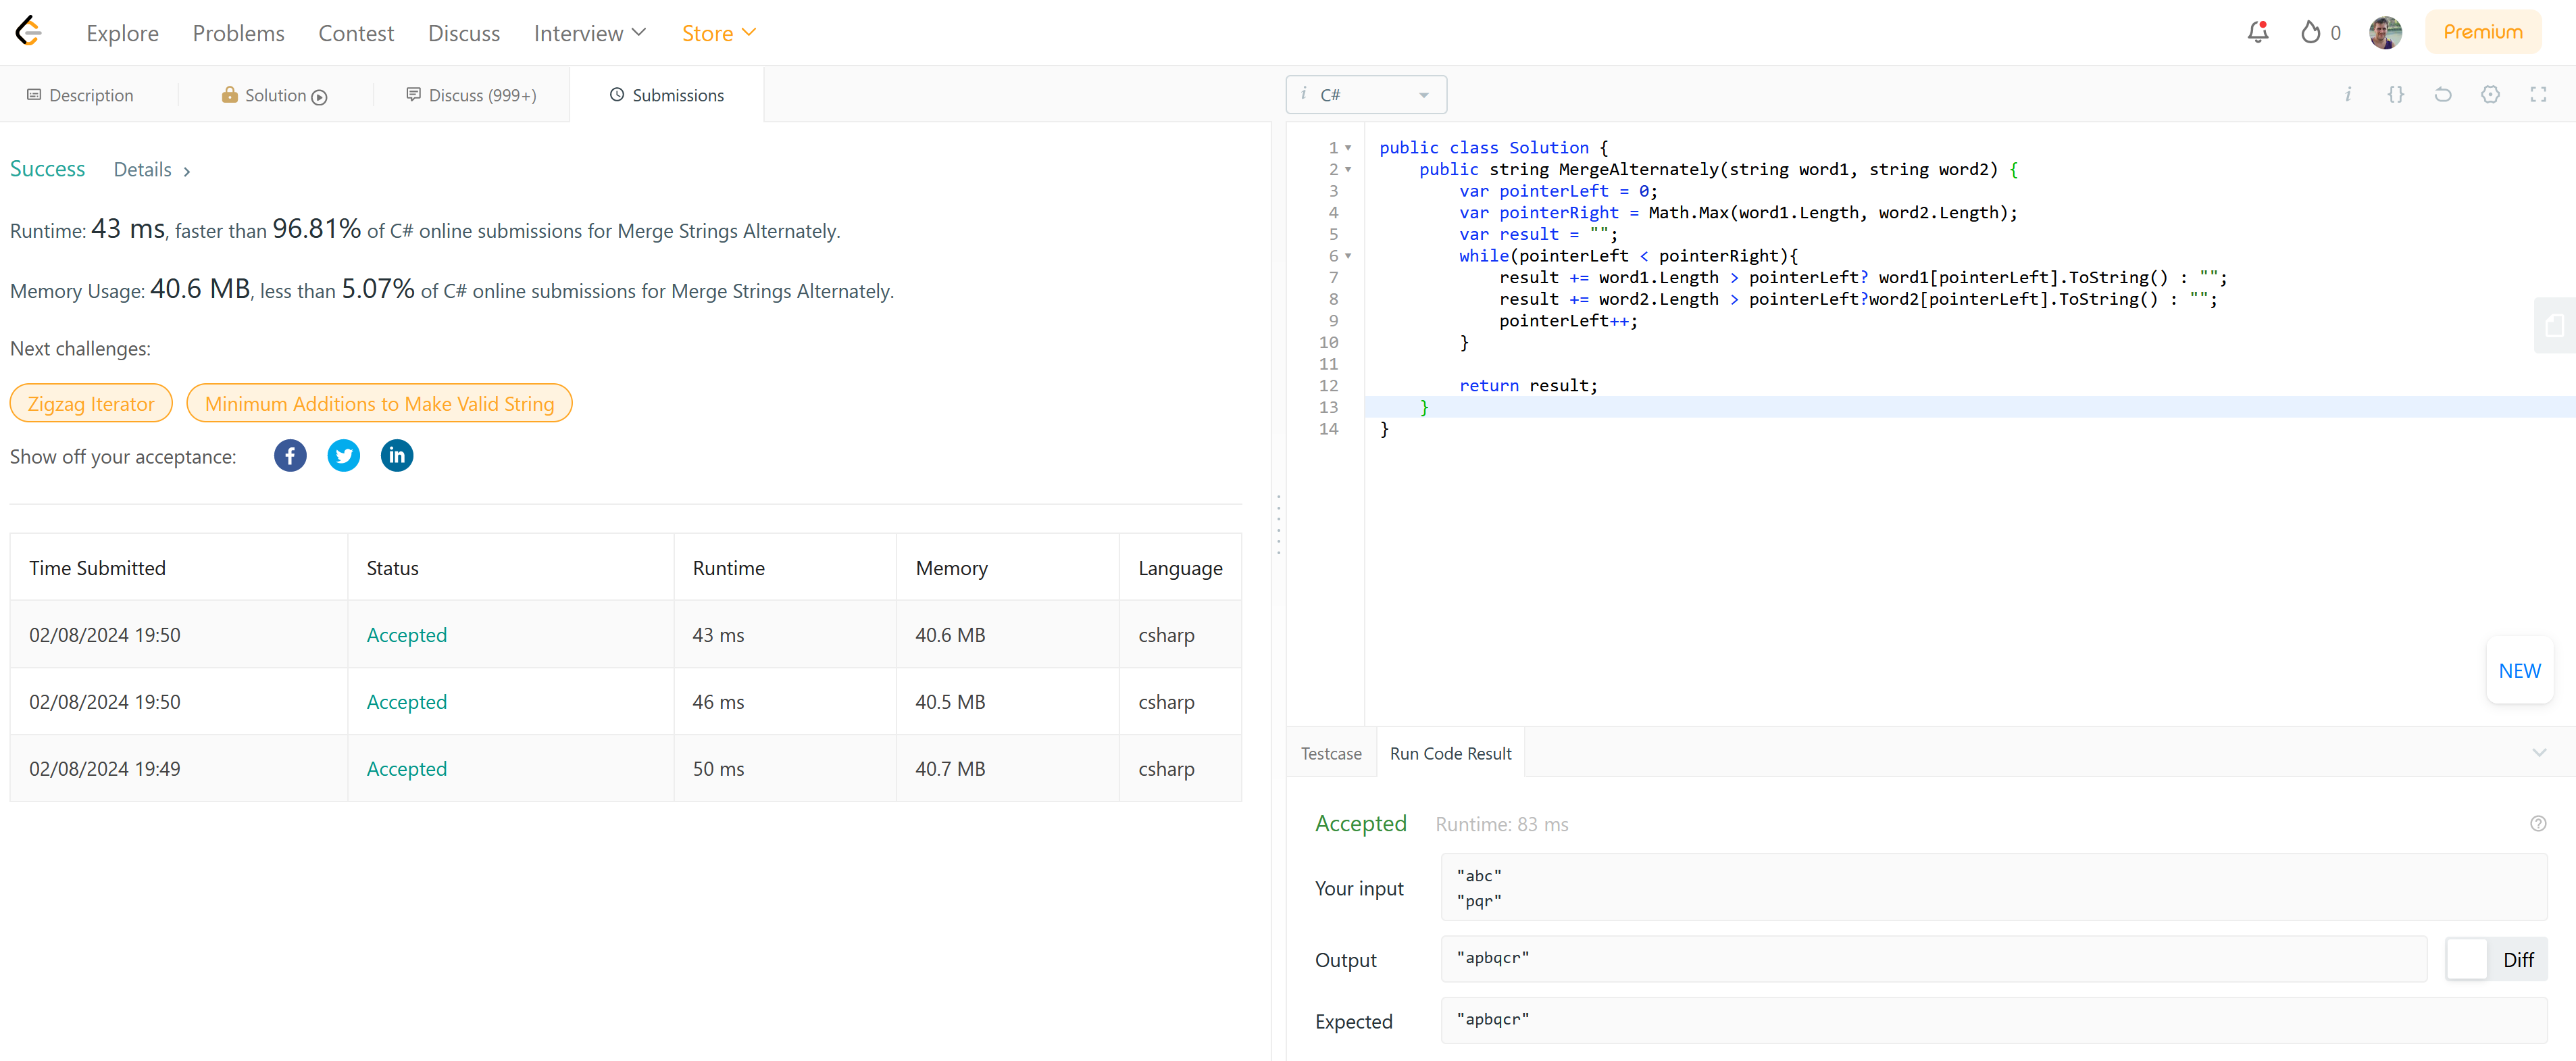 Explore Problems Contest Discuss Interview Store 0 Premium
Description Solution Discuss (999+) Submissions
Success Details
Runtime: 43 ms, faster than 96.81% of C# online submissions for Merge Strings Alternately.
Memory Usage: 40.6 MB, less than 5.07% of C# online submissions for Merge Strings Alternately.
Next challenges:
Zigzag Iterator Minimum Additions to Make Valid String
Show off your acceptance:
Time Submitted Status Runtime Memory Language
02/08/2024 19:50 Accepted 43 ms 40.6 MB csharp
02/08/2024 19:50 Accepted 46 ms 40.5 MB csharp
02/08/2024 19:49 Accepted 50 ms 40.7 MB csharp
i C# i {}
1 public class Solution {
2 public string MergeAlternately(string word1, string word2) {
3 var pointerLeft = 0;
4 var pointerRight = Math.Max(word1.Length, word2.Length);
5 var result = "";
6 while(pointerLeft < pointerRight){
7 result += word1.Length > pointerLeft? word1[pointerLeft].ToString() : "";
8 result += word2.Length > pointerLeft?word2[pointerLeft].ToString() : "";
9 pointerLeft++;
10 }
11
12 return result;
13 }
14 }
NEW
Testcase Run Code Result
Accepted Runtime: 83 ms
Your input
"abc"
"pqr"
Output "apbqcr" Diff
Expected "apbqcr"